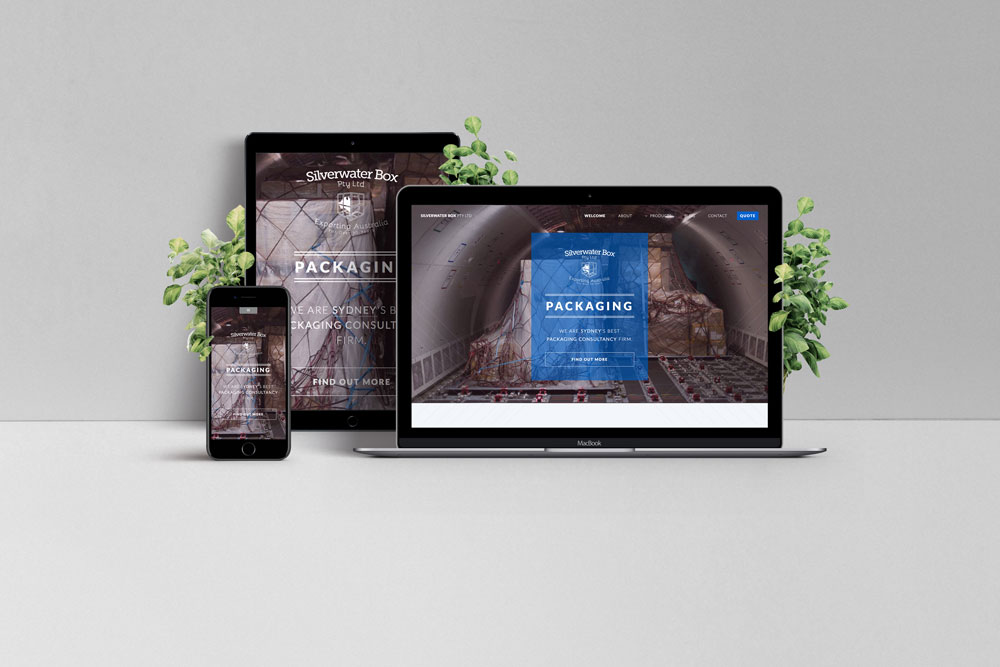 Silverwater Box
Pty Ltd
Exporting Australia
PACKAGIN
WE ARE SYDNEY'S B
CKAGING CONSULT
FIRM.
FIND OUT MORE
Silverwater Box
PACKAGING
WE ARE SYDNEY'S BEST
PACKAGING CONSULTANCY
FIND OUT MORE
SILVERWATER BOX PTY LTD
WELCOME
ABOUT
PRODUCTS
CONTACT
QUOTE
Silverwater Box
Pty Ltd
Exporting Australia
PACKAGING
WE ARE SYDNEY'S BEST
PACKAGING CONSULTANCY FIRM.
FIND OUT MORE
MacBook